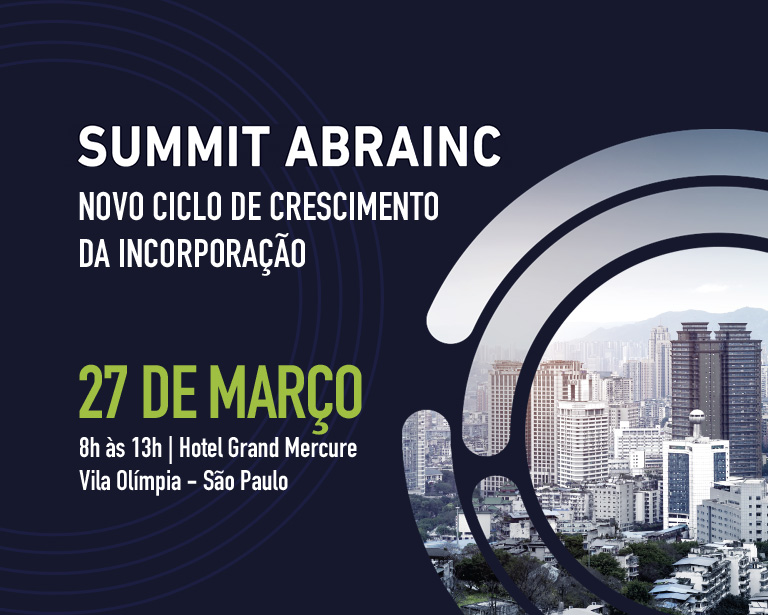 SUMMIT ABRAINC
NOVO CICLO DE CRESCIMENTO
DA INCORPORAÇÃO
27 DE MARÇO
8h às 13h | Hotel Grand Mercure
Vila Olímpia - São Paulo